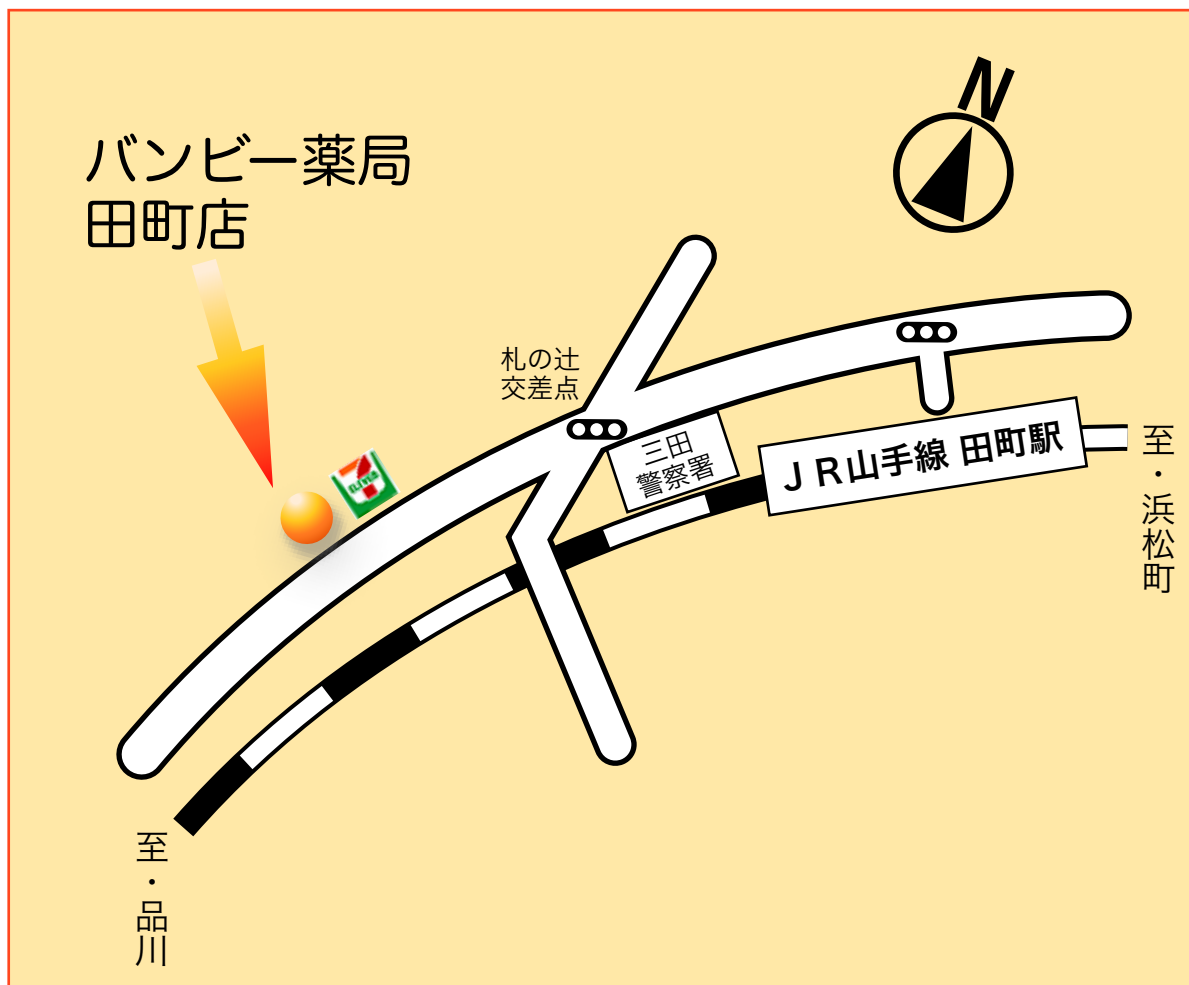 N
バンビー薬局
田町店
札の辻
交差点
三田
警察署
ＪＲ山手線 田町駅
至・浜松町
ELEVEN
至・品川